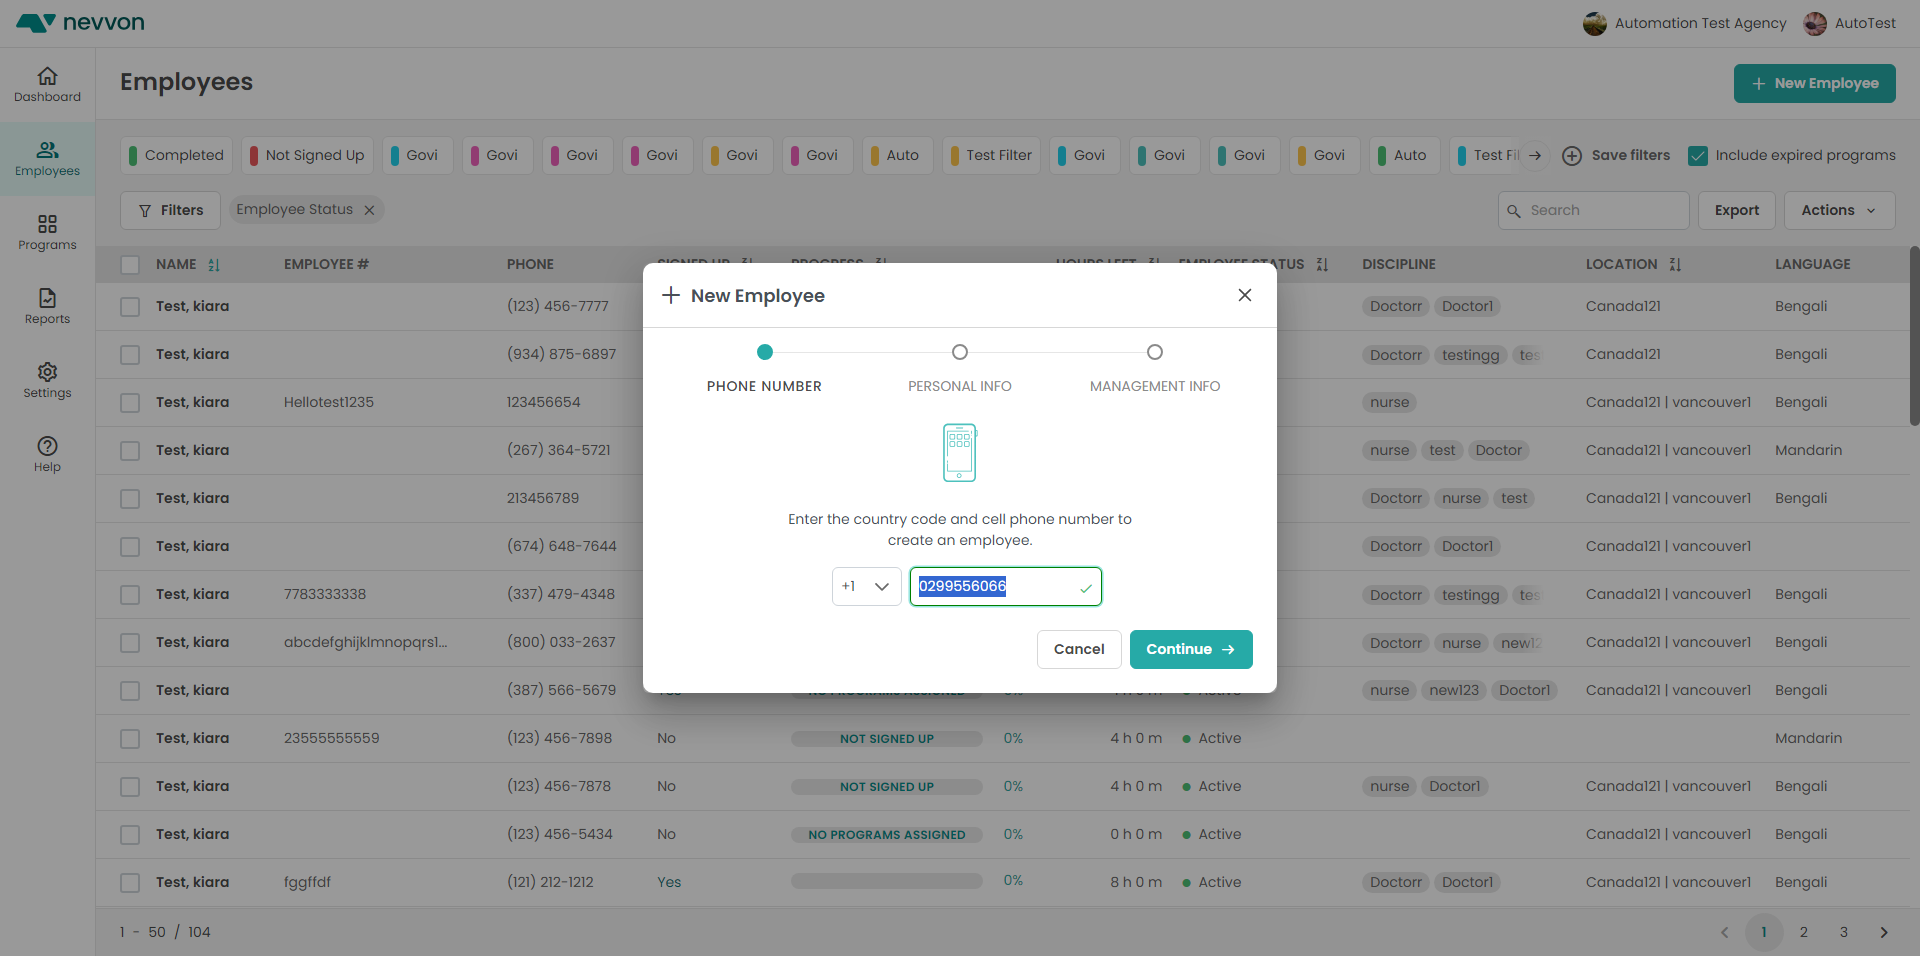 nevvon
Automation Test Agency AutoTest
Dashboard
Employees
Programs
Reports
Settings
Help
Employees
New Employee
Completed Not Signed Up Govi Govi Govi Govi Govi Govi Auto Test Filter Govi Govi Govi Govi Auto Test Fil Save filters Include expired programs
Filters Employee Status Search Export Actions
NAME EMPLOYEE # PHONE SIGNED UP PROGRESS HOURS LEFT EMPLOYEE STATUS DISCIPLINE LOCATION LANGUAGE
Test, kiara (123) 456-7777 Doctorr Doctor1 Canada121 Bengali
Test, kiara (934) 875-6897 Doctorr testingg tes Canada121 Bengali
Test, kiara Hellotest1235 123456654 nurse Canada121 | vancouver1 Bengali
Test, kiara (267) 364-5721 nurse test Doctor Canada121 | vancouver1 Mandarin
Test, kiara 213456789 Doctorr nurse test Canada121 | vancouver1 Bengali
Test, kiara (674) 648-7644 Doctorr Doctor1 Canada121 | vancouver1
Test, kiara 7783333338 (337) 479-4348 Doctorr testingg tes Canada121 | vancouver1 Bengali
Test, kiara abcdefghijklmnopqrs1... (800) 033-2637 Doctorr nurse new12 Canada121 | vancouver1 Bengali
Test, kiara (387) 566-5679 Yes NO PROGRAMS ASSIGNED 0% Active nurse new123 Doctor1 Canada121 | vancouver1 Bengali
Test, kiara 23555555559 (123) 456-7898 No NOT SIGNED UP 0% 4 h 0 m Active Mandarin
Test, kiara (123) 456-7878 No NOT SIGNED UP 0% 4 h 0 m Active nurse Doctor1 Canada121 | vancouver1 Bengali
Test, kiara (123) 456-5434 No NO PROGRAMS ASSIGNED 0% 0 h 0 m Active Canada121 | vancouver1 Bengali
Test, kiara fggffdf (121) 212-1212 Yes 0% 8 h 0 m Active Doctorr Doctor1 Canada121 | vancouver1 Bengali
1 - 50 / 104
1 2 3
New Employee
PHONE NUMBER PERSONAL INFO MANAGEMENT INFO
Enter the country code and cell phone number to
create an employee.
+1 0299556066
Cancel Continue